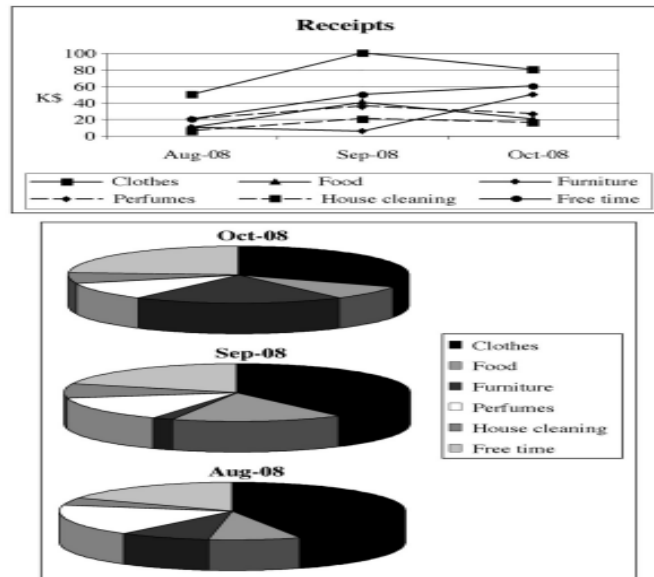 Receipts
100
80
60
K$
40
20
0
Aug-08 Sep-08 Oct-08
Clothes Food Furniture
Perfumes House cleaning Free time
Oct-08
Sep-08
Aug-08
Clothes
Food
Furniture
Perfumes
House cleaning
Free time